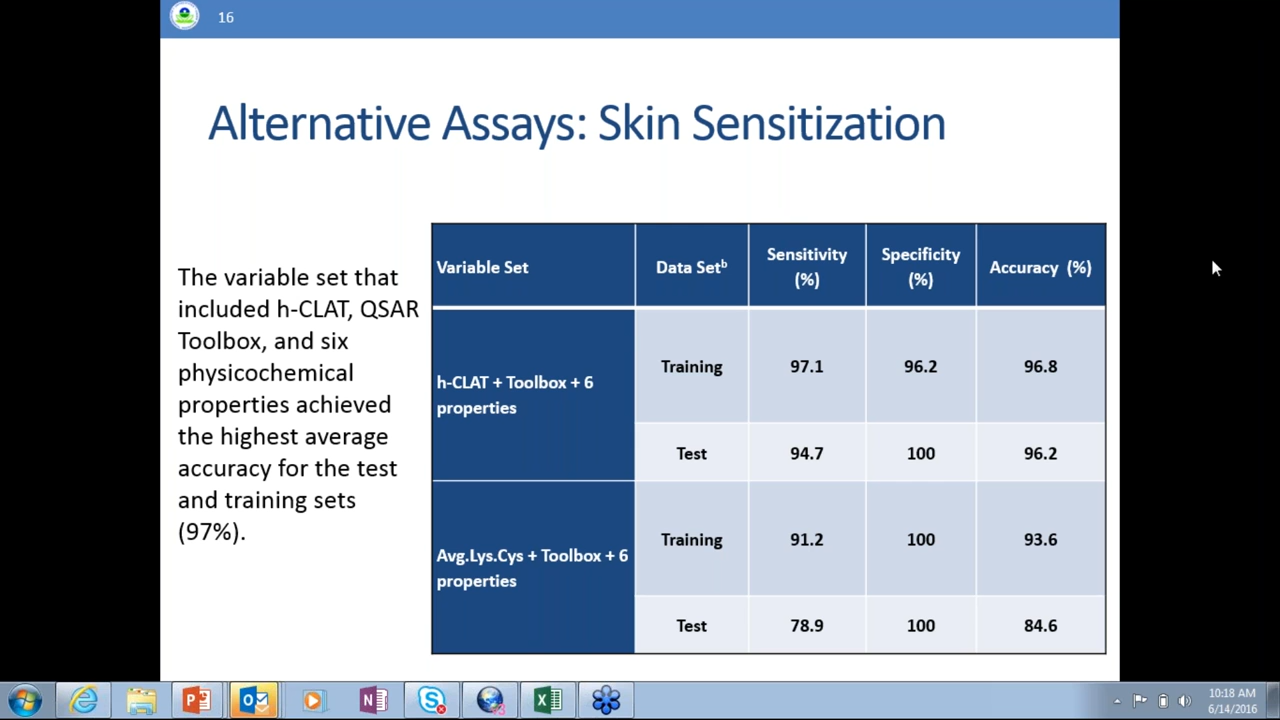 16
Alternative Assays: Skin Sensitization
The variable set that
included h-CLAT, QSAR
Toolbox, and six
physicochemical
properties achieved
the highest average
accuracy for the test
and training sets
(97%).
Variable Set
Data Setᵇ
Sensitivity
(%)
Specificity
(%)
Accuracy (%)
h-CLAT + Toolbox + 6
properties
Training
97.1
96.2
96.8
Test
94.7
100
96.2
Avg.Lys.Cys + Toolbox + 6
properties
Training
91.2
100
93.6
Test
78.9
100
84.6
10:18 AM
6/14/2016